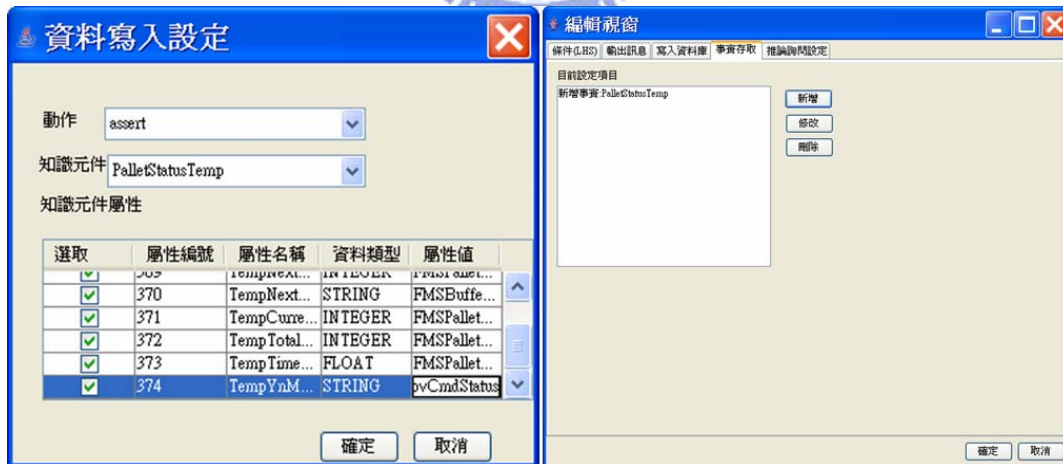 資料寫入設定
動作 assert
知識元件 PalletStatusTemp
知識元件屬性
選取 屬性編號 屬性名稱 資料類型 屬性值
369 TempNext... INTEGER FMSPallet...
370 TempNext... STRING FMSBuffe...
371 TempCurre... INTEGER FMSPallet...
372 TempTotal... INTEGER FMSPallet...
373 TempTime... FLOAT FMSPallet...
374 TempYnM... STRING ovCmdStatus
確定 取消
編輯視窗
條件(LHS) 輸出訊息 寫入資料庫 事實存取 推論詢問設定
目前設定項目
新增事實:PalletStatusTemp
新增
修改
刪除
確定 取消